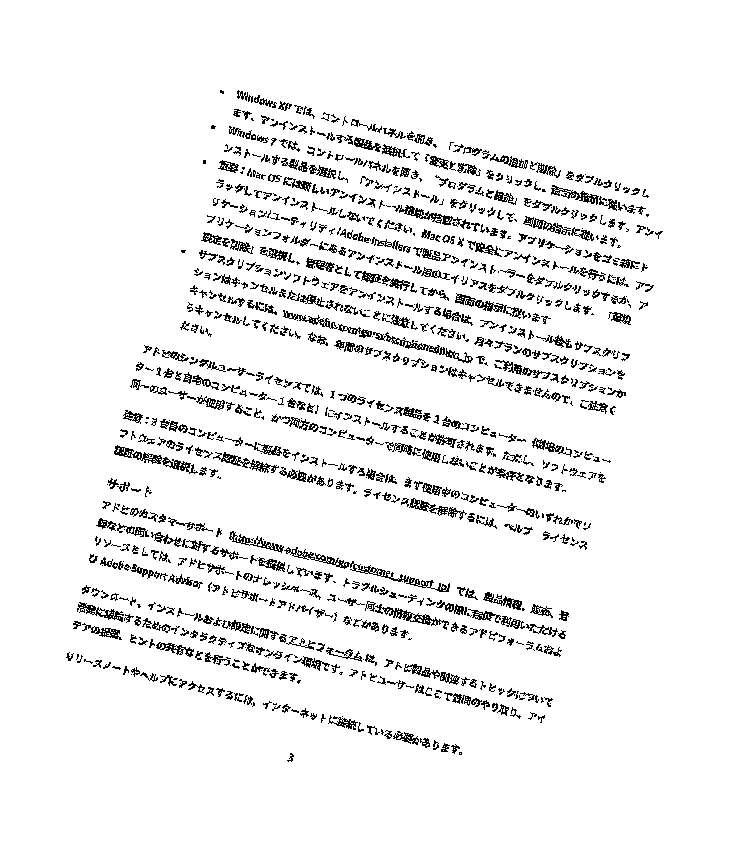 • Windows XP では、コントロールパネルを開き、「プログラムの追加と削除」をダブルクリックし
ます。アンインストールする製品を選択して「変更と削除」をクリックし、画面の指示に従います。
• Windows 7 では、コントロールパネルを開き、「プログラムと機能」をダブルクリックします。アンイ
ンストールする製品を選択し、「アンインストール」をクリックして、画面の指示に従います。
• 重要：Mac OS には新しいアンインストール機能が搭載されています。アプリケーションをゴミ箱にド
ラッグしてアンインストールしないでください。Mac OS X で安全にアンインストールを行うには、アプ
リケーション/ユーティリティ/Adobe Installers で製品アンインストーラーをダブルクリックするか、ア
プリケーションフォルダーにあるアンインストール用のエイリアスをダブルクリックします。「環境
設定を削除」を選択し、管理者として認証を実行してから、画面の指示に従います
• サブスクリプションソフトウェアをアンインストールする場合は、アンインストール後もサブスクリプ
ションはキャンセルまたは停止されないことに注意してください。月々プランのサブスクリプションを
キャンセルするには、 で、ご利用のサブスクリプションか
らキャンセルしてください。なお、年間のサブスクリプションはキャンセルできませんので、ご注意く
ださい。
アドビのシングルユーザーライセンスでは、1 つのライセンス製品を 2 台のコンピューター（職場のコンピュー
ター 1 台と自宅のコンピューター 1 台など）にインストールすることが許可されます。ただし、ソフトウェアを
同一のユーザーが使用すること、かつ両方のコンピューターで同時に使用しないことが条件となります。
注意：3 台目のコンピューターに製品をインストールする場合は、まず使用中のコンピューターのいずれかでソ
フトウェアのライセンス認証を解除する必要があります。ライセンス認証を解除するには、ヘルプ／ライセンス
認証の解除を選択します。
サポート
アドビのカスタマーサポート（http://www.adobe.com/go/customer_support_jp）では、製品情報、販売、登
録などの問い合わせに対するサポートを提供しています。トラブルシューティングの際に無償で利用いただける
リソースとしては、アドビサポートのナレッジベース、ユーザー同士の情報交換ができるアドビフォーラムおよ
び Adobe Support Advisor（アドビサポートアドバイザー）などがあります。
ダウンロード、インストールおよび設定に関するアドビフォーラムは、アドビ製品や関連するトピックについて
活発に議論するためのインタラクティブなオンライン環境です。アドビユーザーはここで質問のやり取り、アイ
デアの提案、ヒントの共有などを行うことができます。
リリースノートやヘルプにアクセスするには、インターネットに接続している必要があります。
3